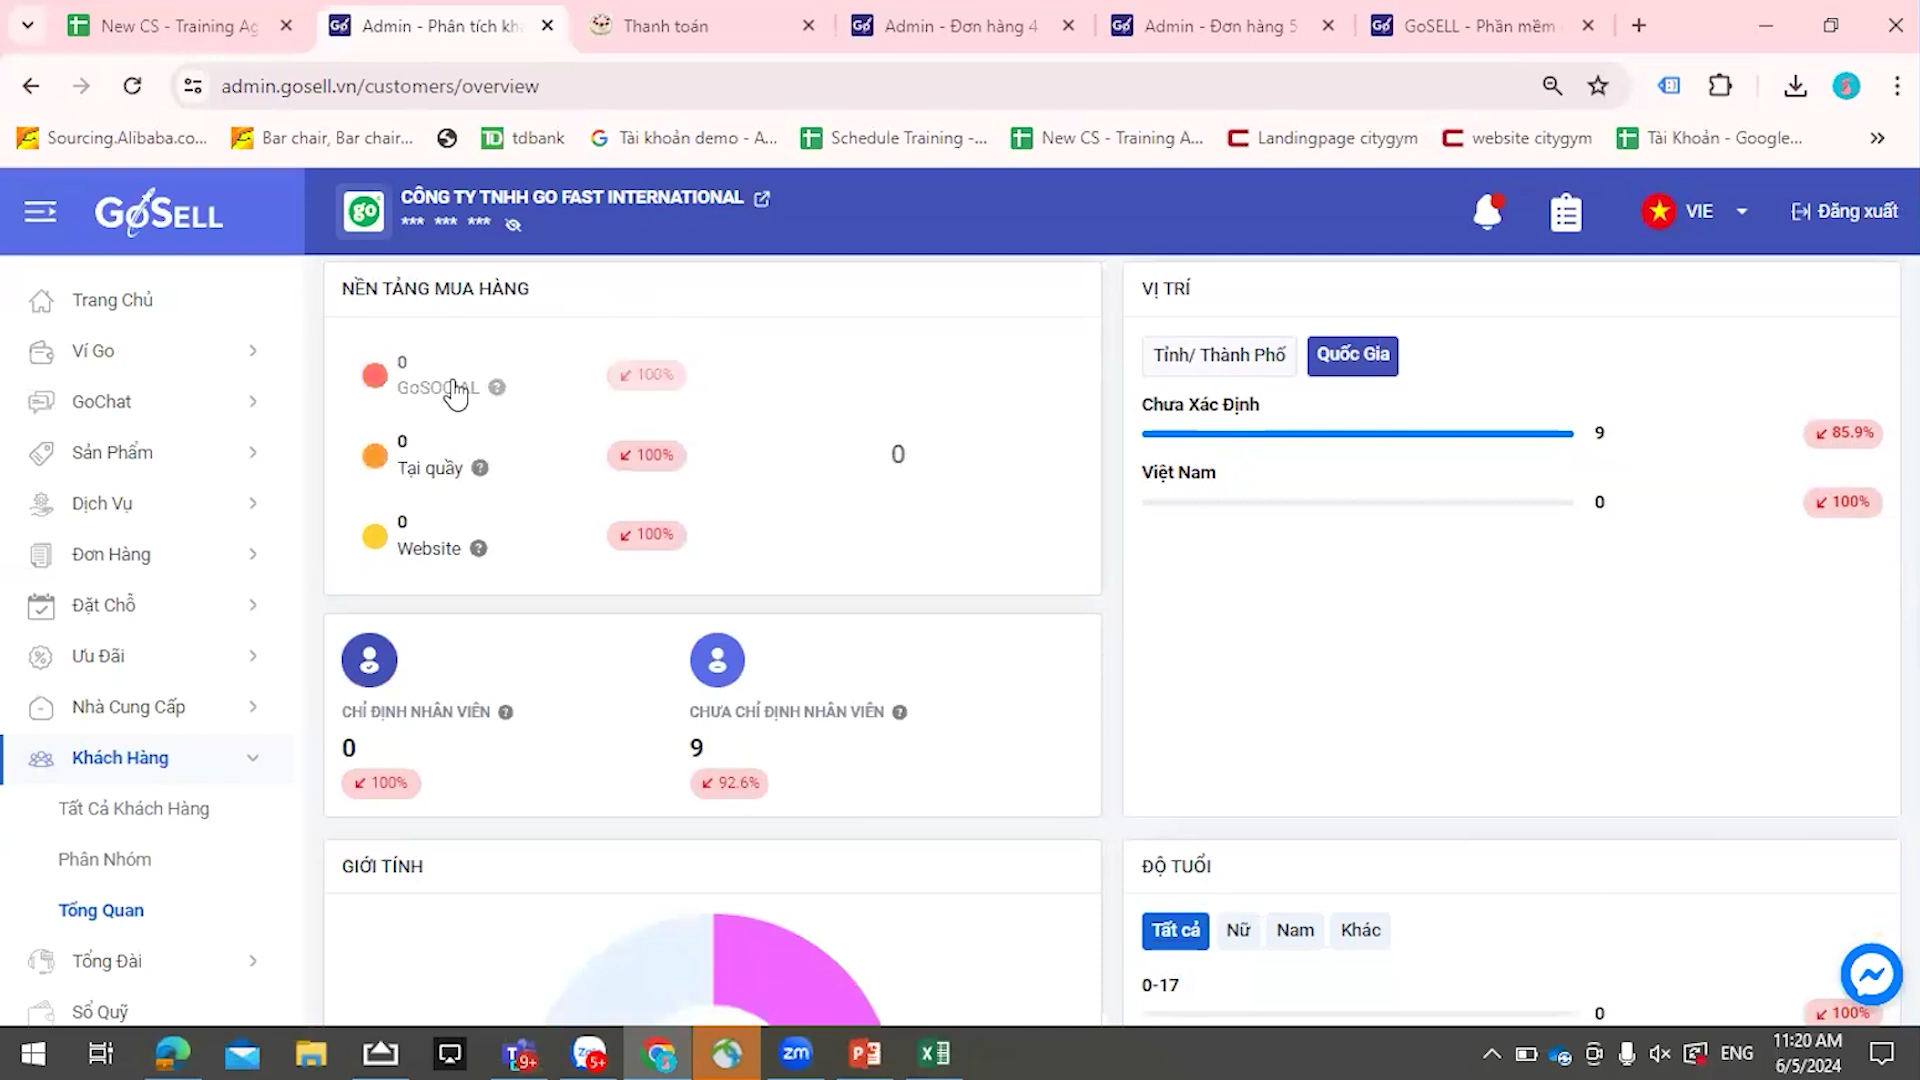 New CS - Training Ag
Admin - Phân tích kh
Thanh toán
Admin - Đơn hàng 4
Admin - Đơn hàng 5
GoSELL - Phần mềm
admin.gosell.vn/customers/overview
Sourcing.Alibaba.co...
Bar chair, Bar chair...
tdbank
Tài khoản demo - A...
Schedule Training -...
New CS - Training A...
Landingpage citygym
website citygym
Tài Khoản - Google...
GoSELL
go
CÔNG TY TNHH GO FAST INTERNATIONAL
*** *** ***
VIE
Đăng xuất
Trang Chủ
Ví Go
GoChat
Sản Phẩm
Dịch Vụ
Đơn Hàng
Đặt Chỗ
Ưu Đãi
Nhà Cung Cấp
Khách Hàng
Tất Cả Khách Hàng
Phân Nhóm
Tổng Quan
Tổng Đài
Sổ Quỹ
NỀN TẢNG MUA HÀNG
0
GoSOCIAL
100%
0
Tại quầy
100%
0
0
Website
100%
CHỈ ĐỊNH NHÂN VIÊN
0
100%
CHƯA CHỈ ĐỊNH NHÂN VIÊN
9
92.6%
GIỚI TÍNH
VỊ TRÍ
Tỉnh/ Thành Phố
Quốc Gia
Chưa Xác Định
9
85.9%
Việt Nam
0
100%
ĐỘ TUỔI
Tất cả
Nữ
Nam
Khác
0-17
0
100%
9+
5+
zm
ENG
11:20 AM
6/5/2024